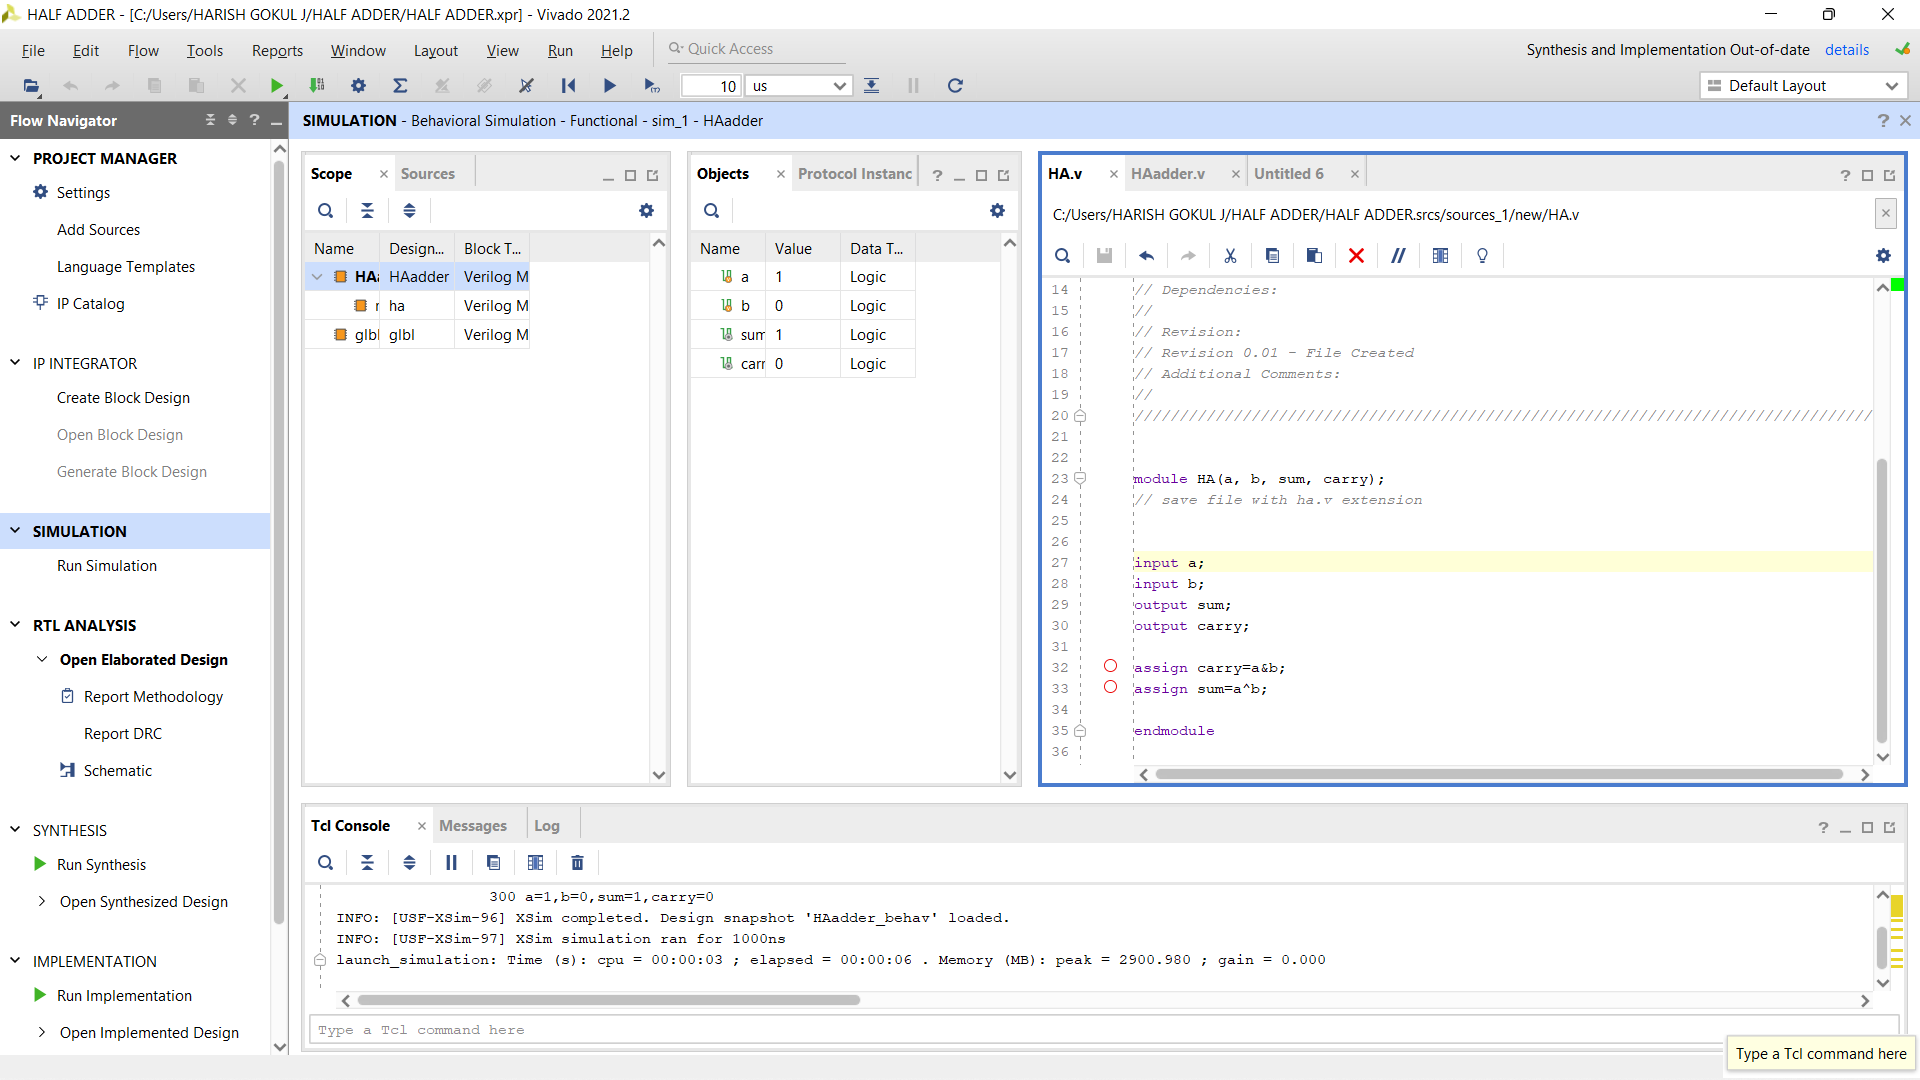 HALF ADDER - [C:/Users/HARISH GOKUL J/HALF ADDER/HALF ADDER.xpr] - Vivado 2021.2
File Edit Flow Tools Reports Window Layout View Run Help Quick Access
Synthesis and Implementation Out-of-date details
10 us
Default Layout
Flow Navigator
SIMULATION - Behavioral Simulation - Functional - sim_1 - HAadder
PROJECT MANAGER
Settings
Add Sources
Language Templates
IP Catalog
IP INTEGRATOR
Create Block Design
Open Block Design
Generate Block Design
SIMULATION
Run Simulation
RTL ANALYSIS
Open Elaborated Design
Report Methodology
Report DRC
Schematic
SYNTHESIS
Run Synthesis
Open Synthesized Design
IMPLEMENTATION
Run Implementation
Open Implemented Design
Scope Sources
Name Design... Block T...
HAadder Verilog M
ha Verilog M
glbl glbl Verilog M
Objects Protocol Instanc
Name Value Data T...
a 1 Logic
b 0 Logic
sum 1 Logic
carr 0 Logic
HA.v HAadder.v Untitled 6
C:/Users/HARISH GOKUL J/HALF ADDER/HALF ADDER.srcs/sources_1/new/HA.v
14 // Dependencies:
15 //
16 // Revision:
17 // Revision 0.01 - File Created
18 // Additional Comments:
19 //
20 //////////////////////////////////////////////////////////////////////////////////
21
22
23 module HA(a, b, sum, carry);
24 // save file with ha.v extension
25
26
27 input a;
28 input b;
29 output sum;
30 output carry;
31
32 assign carry=a&b;
33 assign sum=a^b;
34
35 endmodule
36
Tcl Console Messages Log
300 a=1,b=0,sum=1,carry=0
INFO: [USF-XSim-96] XSim completed. Design snapshot 'HAadder_behav' loaded.
INFO: [USF-XSim-97] XSim simulation ran for 1000ns
launch_simulation: Time (s): cpu = 00:00:03 ; elapsed = 00:00:06 . Memory (MB): peak = 2900.980 ; gain = 0.000
Type a Tcl command here
Type a Tcl command here